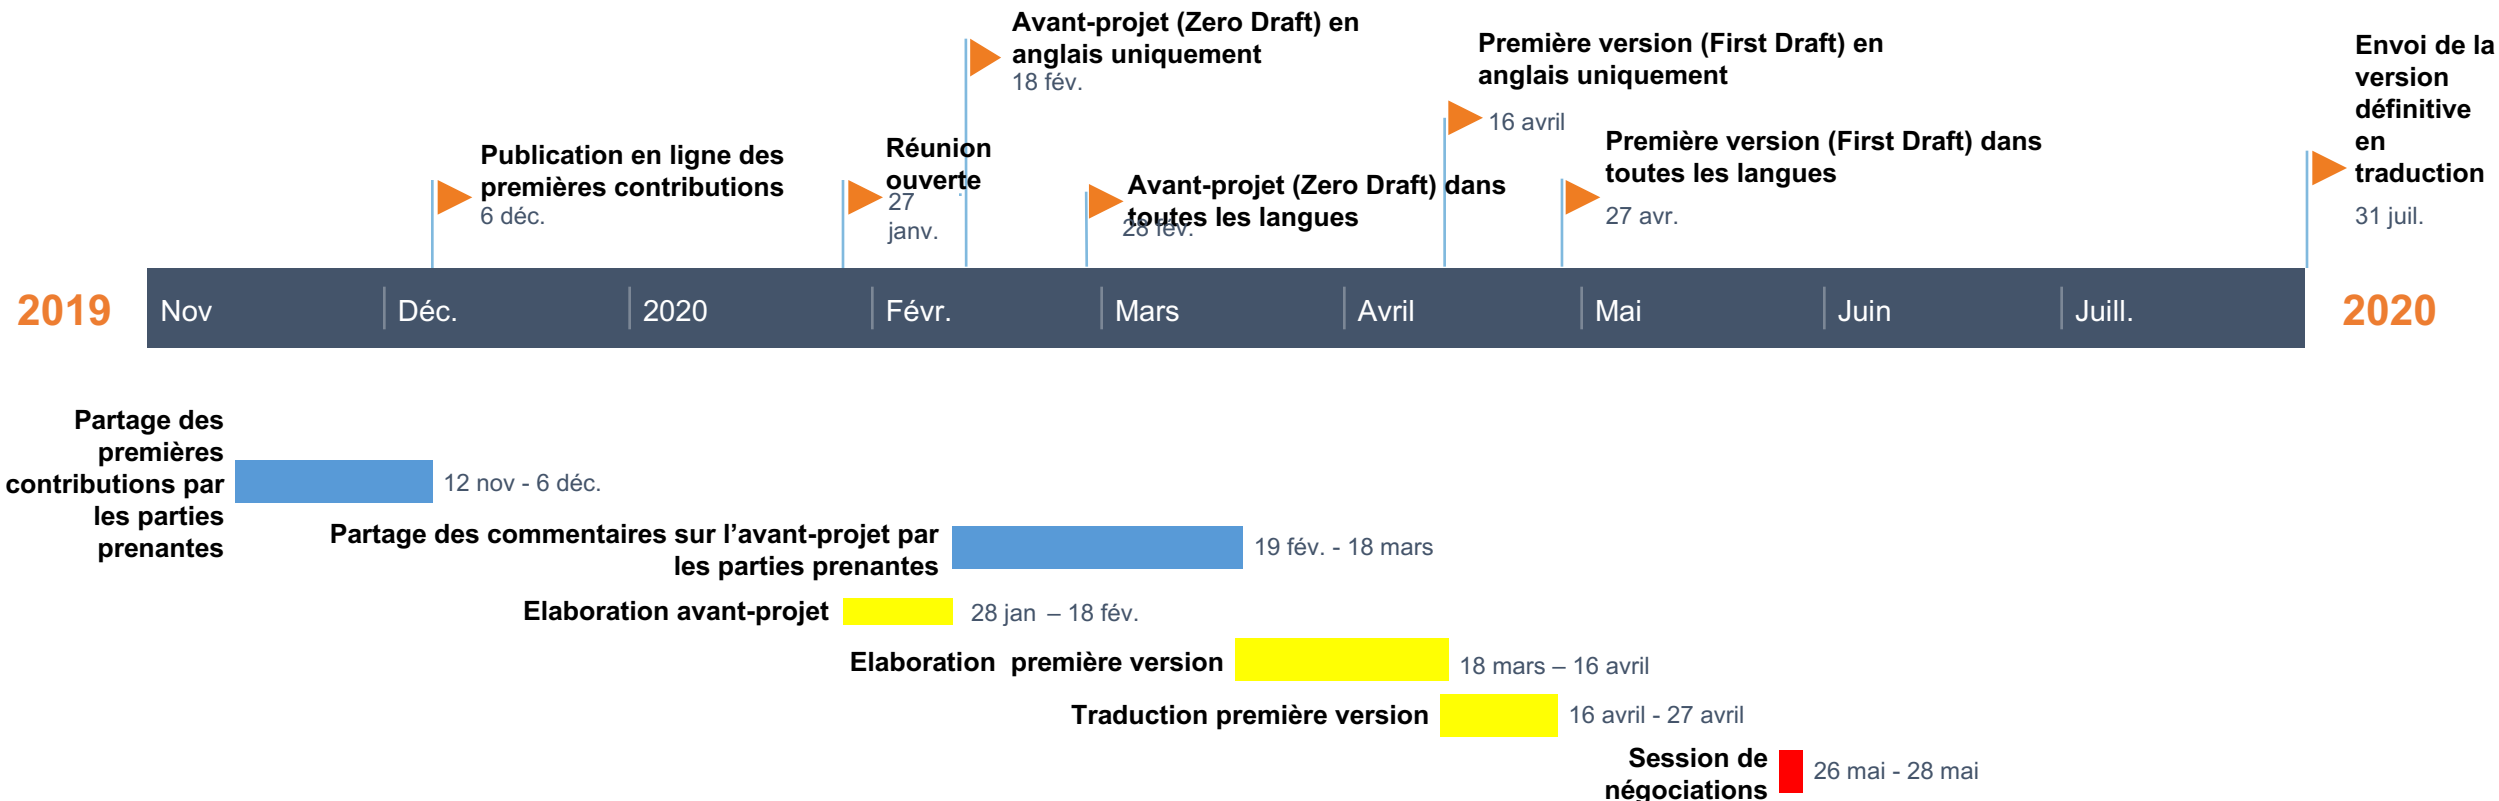 Avant-projet (Zero Draft) en
anglais uniquement
18 fév.
Première version (First Draft) en
anglais uniquement
16 avril
Envoi de la
version
définitive
en
traduction
31 juil.
Publication en ligne des
premières contributions
6 déc.
Réunion
ouverte
27
janv.
Avant-projet (Zero Draft) dans
toutes les langues
28 fév.
Première version (First Draft) dans
toutes les langues
27 avr.
2019
Nov
Déc.
2020
Févr.
Mars
Avril
Mai
Juin
Juill.
2020
Partage des
premières
contributions par
les parties
prenantes
12 nov - 6 déc.
Partage des commentaires sur l’avant-projet par
les parties prenantes
19 fév. - 18 mars
Elaboration avant-projet
28 jan – 18 fév.
Elaboration première version
18 mars – 16 avril
Traduction première version
16 avril - 27 avril
Session de
négociations
26 mai - 28 mai